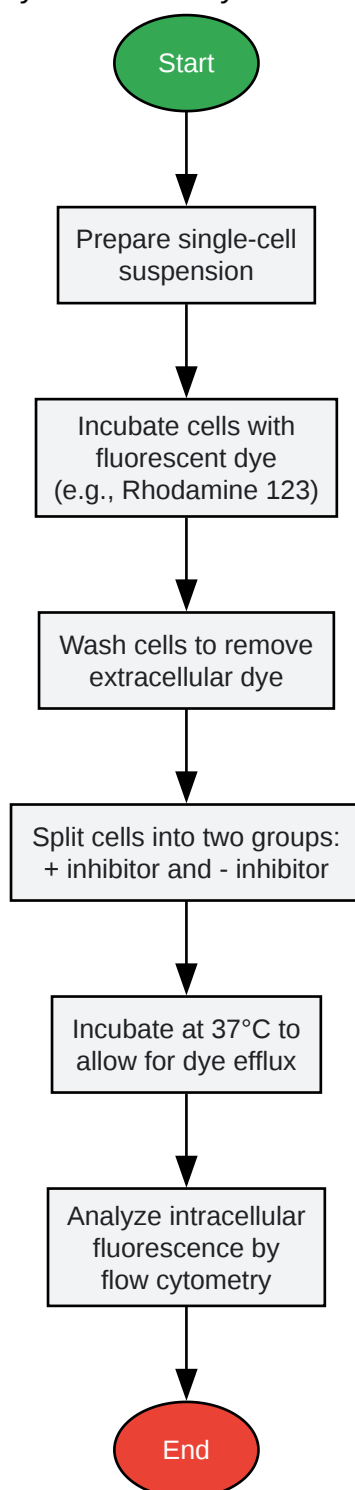 Start
Prepare single-cell
suspension
Incubate cells with
fluorescent dye
(e.g., Rhodamine 123)
Wash cells to remove
extracellular dye
Split cells into two groups:
+ inhibitor and - inhibitor
Incubate at 37°C to
allow for dye efflux
Analyze intracellular
fluorescence by
flow cytometry
End